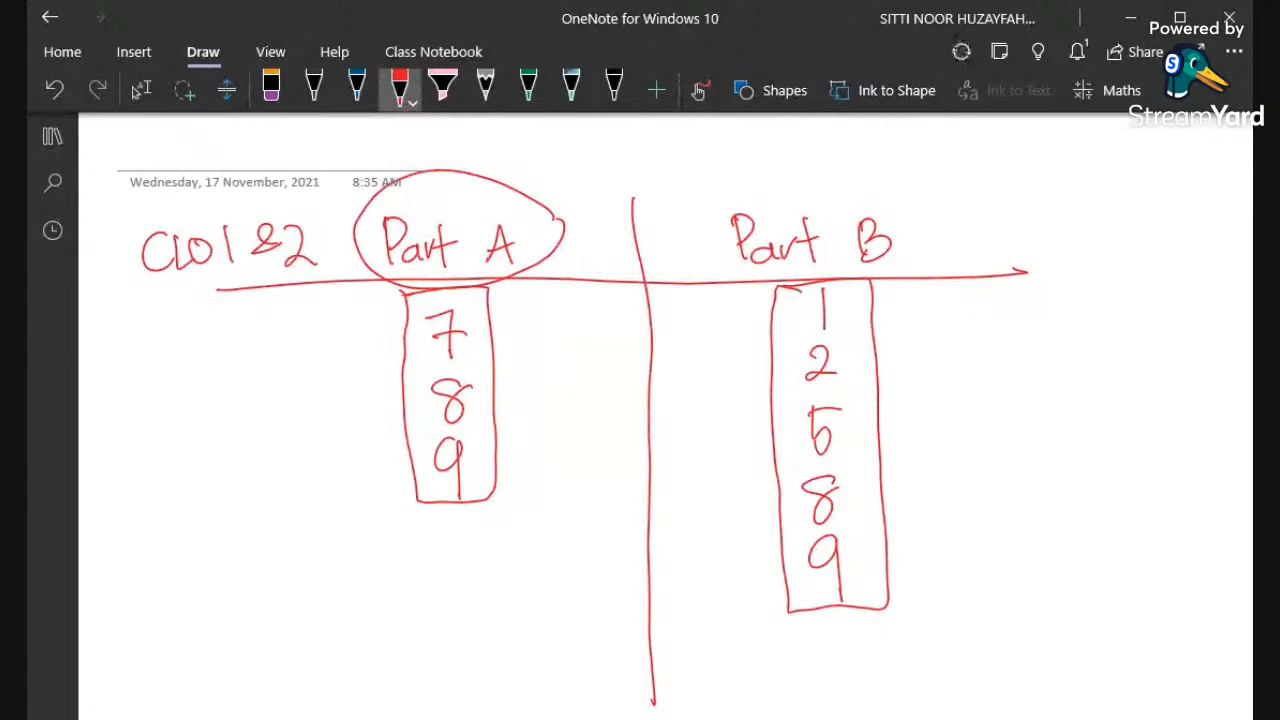 OneNote for Windows 10
SITTI NOOR HUZAYFAH...
Powered by
StreamYard
Home Insert Draw View Help Class Notebook
1 Share
Shapes Ink to Shape Ink to Text Maths
Wednesday, 17 November, 2021 8:35 AM
CLO1 &2 Part A Part B
7
8
9
1
2
5
8
9